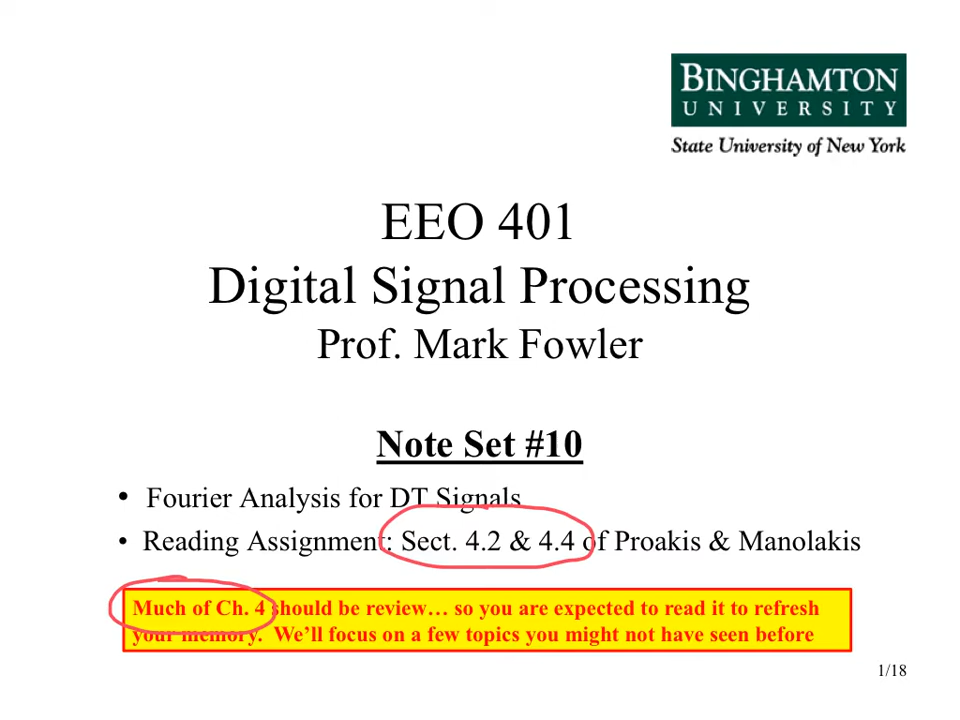 BINGHAMTON
UNIVERSITY
State University of New York
EEO 401
Digital Signal Processing
Prof. Mark Fowler
Note Set #10
• Fourier Analysis for DT Signals
• Reading Assignment: Sect. 4.2 & 4.4 of Proakis & Manolakis
Much of Ch. 4 should be review… so you are expected to read it to refresh
your memory. We’ll focus on a few topics you might not have seen before
1/18